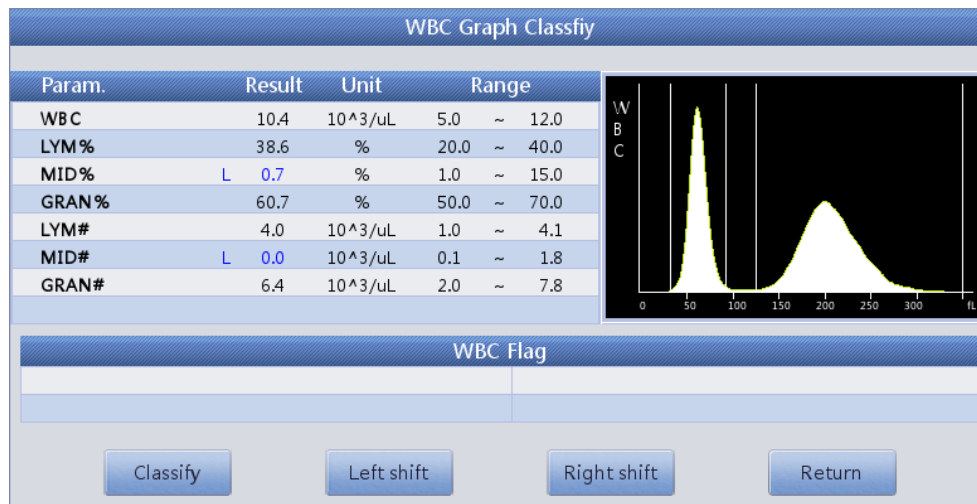 WBC Graph Classfiy
Param. Result Unit Range
WBC 10.4 10^3/uL 5.0 ~ 12.0
LYM% 38.6 % 20.0 ~ 40.0
MID% L 0.7 % 1.0 ~ 15.0
GRAN% 60.7 % 50.0 ~ 70.0
LYM# 4.0 10^3/uL 1.0 ~ 4.1
MID# L 0.0 10^3/uL 0.1 ~ 1.8
GRAN# 6.4 10^3/uL 2.0 ~ 7.8
W
B
C
0 50 100 150 200 250 300 fL
WBC Flag
Classify Left shift Right shift Return